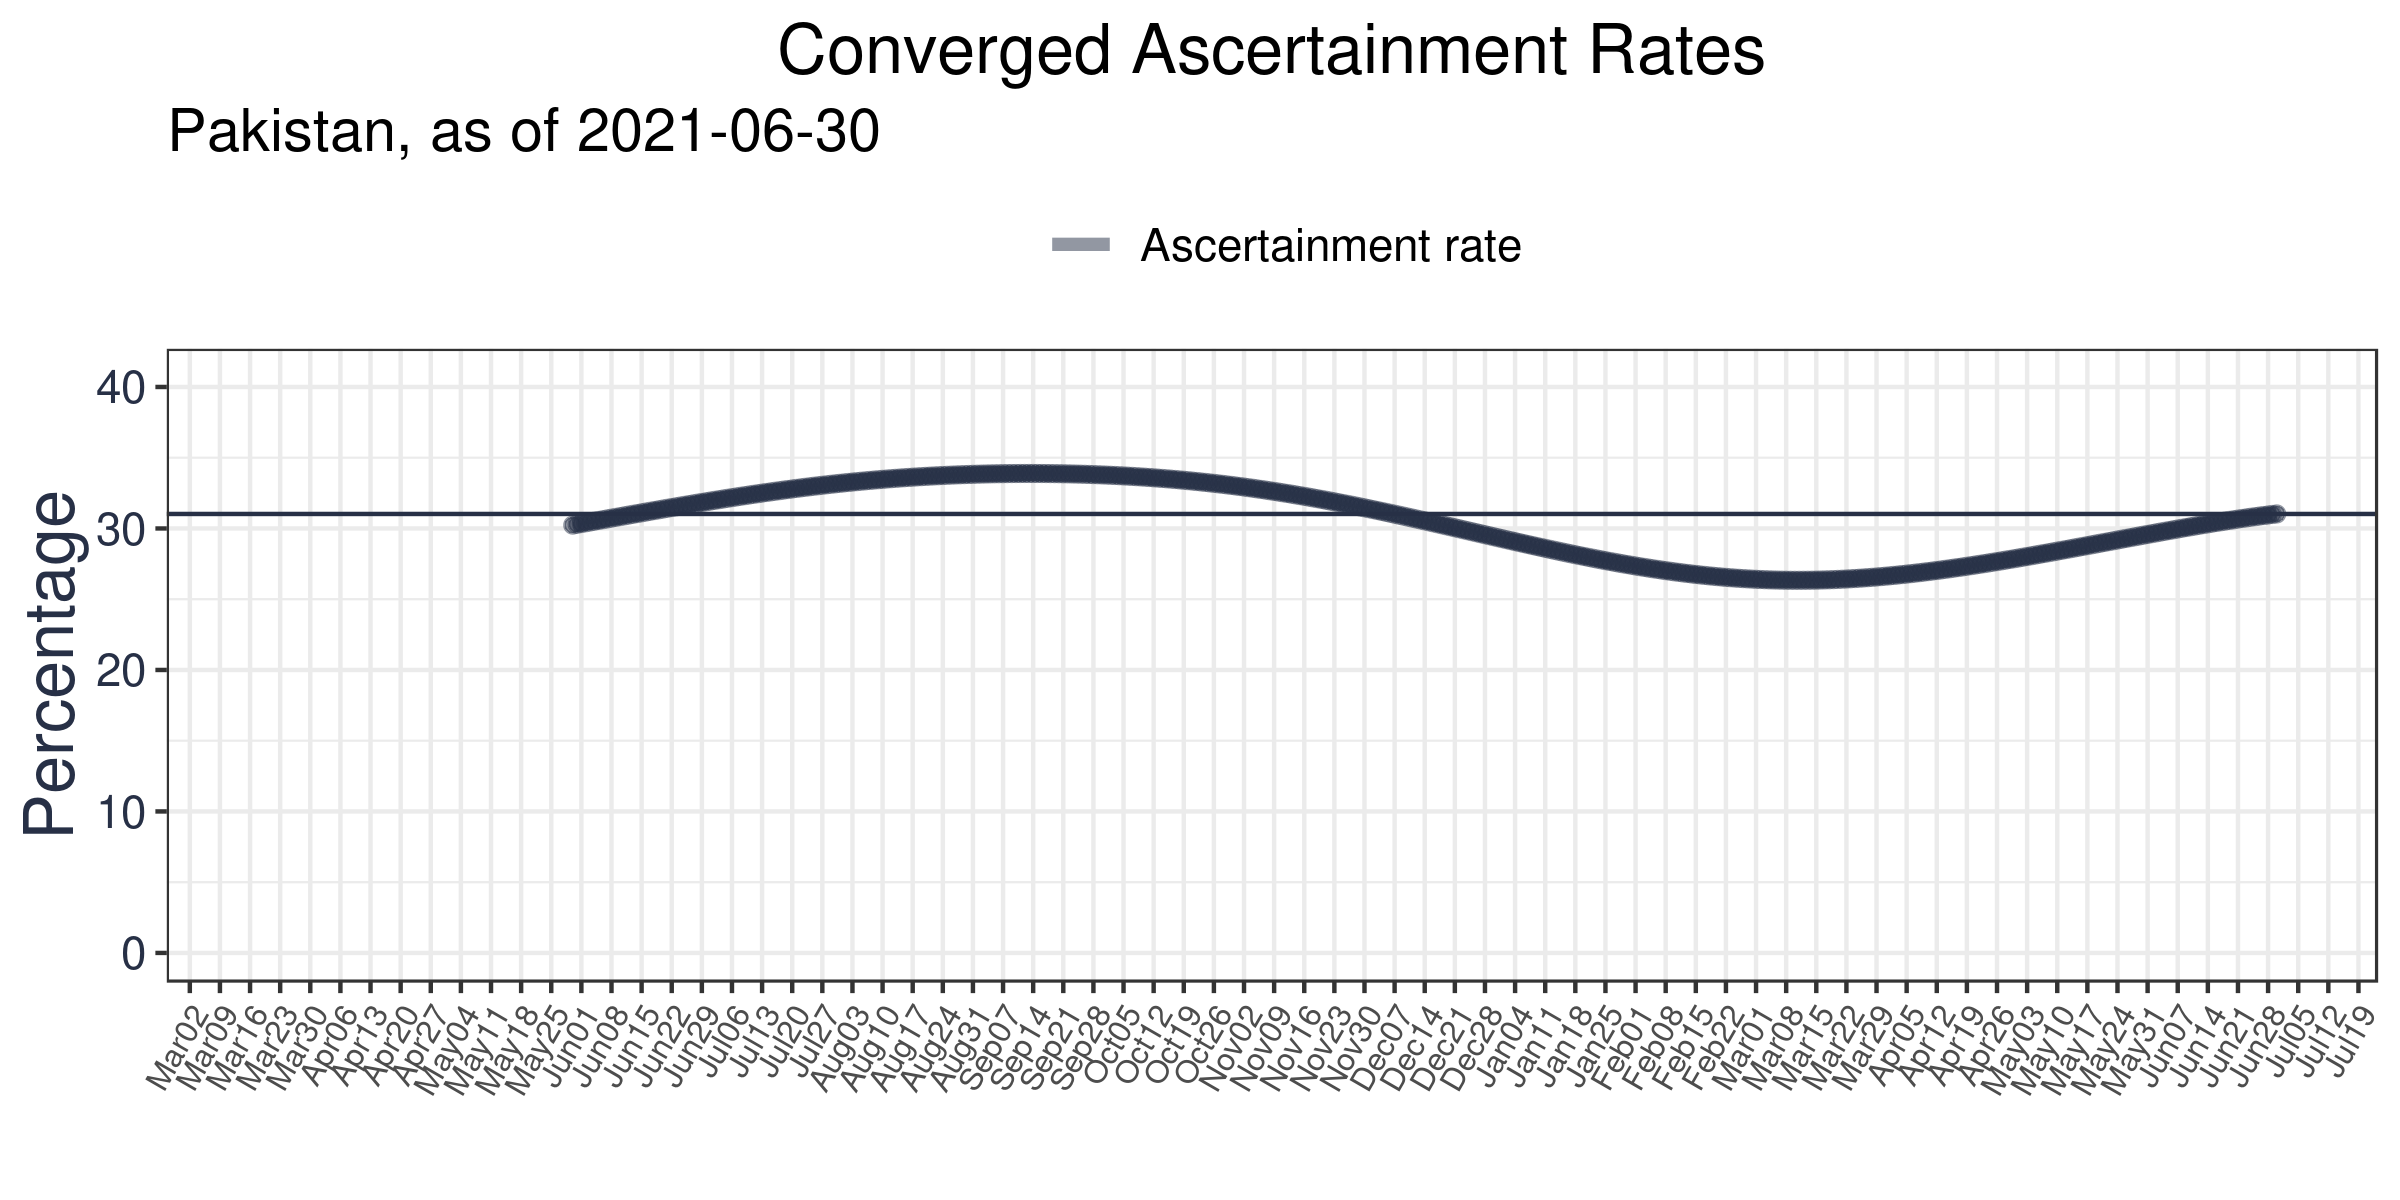 Converged Ascertainment Rates
Pakistan, as of 2021-06-30
Ascertainment rate
Percentage
40
30
20
10
0
Mar02 Mar09 Mar16 Mar23 Mar30 Apr06 Apr13 Apr20 Apr27 May04 May11 May18 May25 Jun01 Jun08 Jun15 Jun22 Jun29 Jul06 Jul13 Jul20 Jul27 Aug03 Aug10 Aug17 Aug24 Aug31 Sep07 Sep14 Sep21 Sep28 Oct05 Oct12 Oct19 Oct26 Nov02 Nov09 Nov16 Nov23 Nov30 Dec07 Dec14 Dec21 Dec28 Jan04 Jan11 Jan18 Jan25 Feb01 Feb08 Feb15 Feb22 Mar01 Mar08 Mar15 Mar22 Mar29 Apr05 Apr12 Apr19 Apr26 May03 May10 May17 May24 May31 Jun07 Jun14 Jun21 Jun28 Jul05 Jul12 Jul19